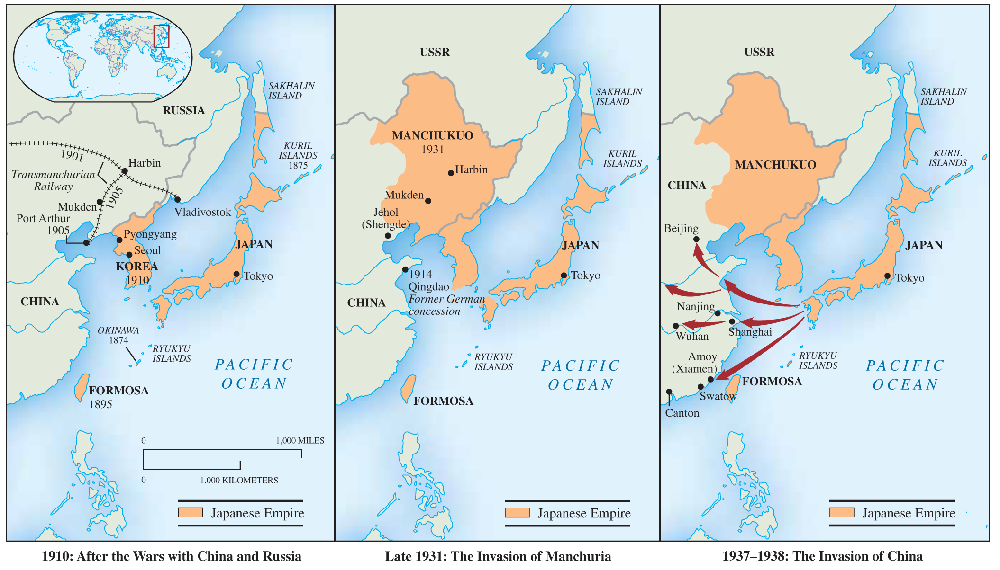 RUSSIA
SAKHALIN
ISLAND
KURIL
ISLANDS
1875
1901
Harbin
Transmanchurian
Railway
1905
Mukden
Vladivostok
Port Arthur
1905
Pyongyang
Seoul
KOREA
1910
JAPAN
Tokyo
CHINA
OKINAWA
1874
RYUKYU
ISLANDS
PACIFIC
OCEAN
FORMOSA
1895
0
1,000 MILES
0
1,000 KILOMETERS
Japanese Empire
1910: After the Wars with China and Russia
USSR
SAKHALIN
ISLAND
MANCHUKUO
1931
KURIL
ISLANDS
Harbin
Mukden
Jehol
(Shengde)
JAPAN
Tokyo
1914
Qingdao
Former German
concession
CHINA
RYUKYU
ISLANDS
PACIFIC
OCEAN
FORMOSA
Japanese Empire
Late 1931: The Invasion of Manchuria
USSR
SAKHALIN
ISLAND
KURIL
ISLANDS
MANCHUKUO
CHINA
Beijing
JAPAN
Tokyo
Nanjing
Wuhan
Shanghai
Amoy
(Xiamen)
RYUKYU
ISLANDS
PACIFIC
OCEAN
FORMOSA
Swatow
Canton
Japanese Empire
1937–1938: The Invasion of China